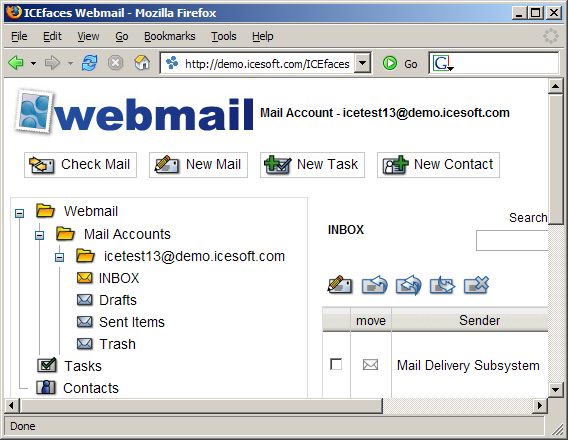 ICEfaces Webmail - Mozilla Firefox
File Edit View Go Bookmarks Tools Help
http://demo.icesoft.com/ICEfaces Go G
webmail Mail Account - icetest13@demo.icesoft.com
Check Mail New Mail New Task New Contact
Webmail
Mail Accounts
icetest13@demo.icesoft.com
INBOX
Drafts
Sent Items
Trash
Tasks
Contacts
Search
INBOX
move Sender
Mail Delivery Subsystem
Done